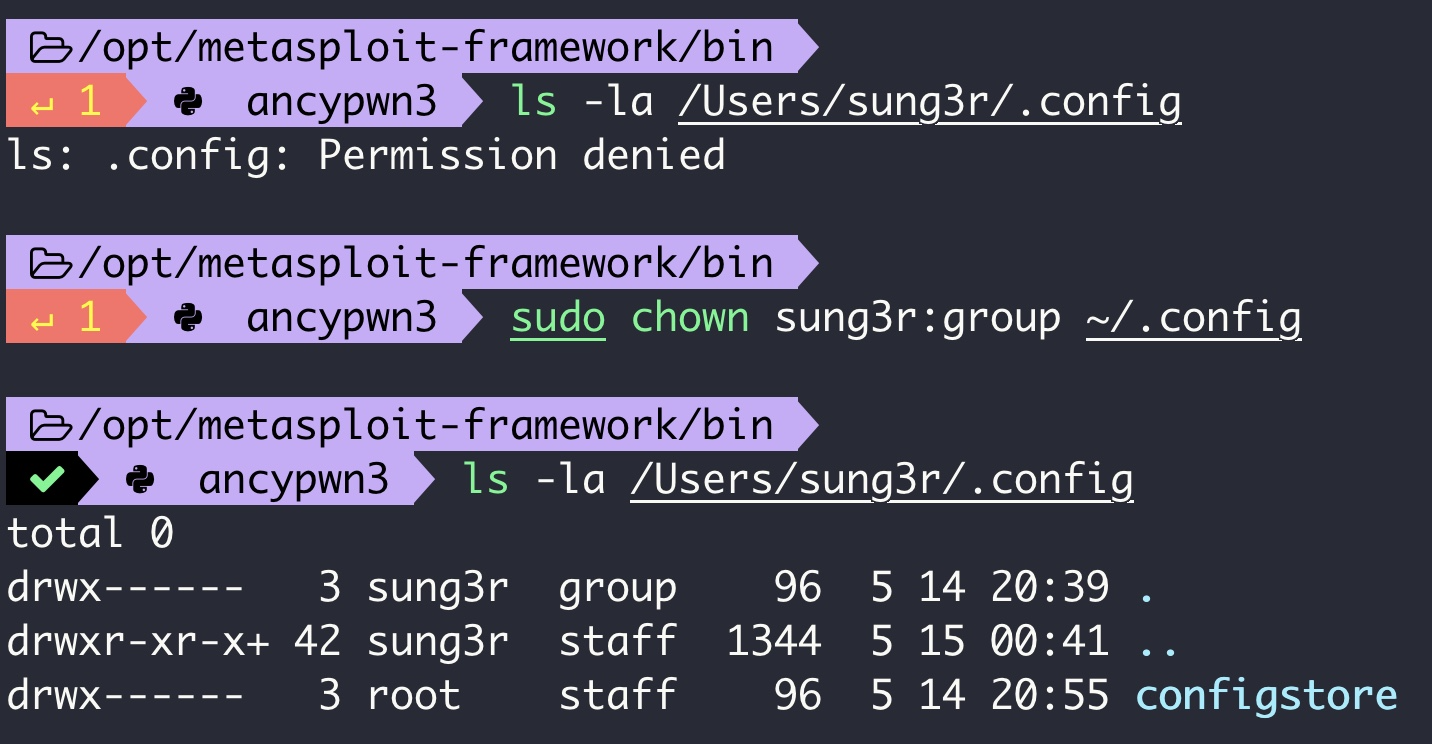 /opt/metasploit-framework/bin
↵ 1 ancypwn3 ls -la /Users/sung3r/.config
ls: .config: Permission denied
/opt/metasploit-framework/bin
↵ 1 ancypwn3 sudo chown sung3r:group ~/.config
/opt/metasploit-framework/bin
✔ ancypwn3 ls -la /Users/sung3r/.config
total 0
drwx------   3 sung3r  group    96  5 14 20:39 .
drwxr-xr-x+ 42 sung3r  staff  1344  5 15 00:41 ..
drwx------   3 root    staff    96  5 14 20:55 configstore